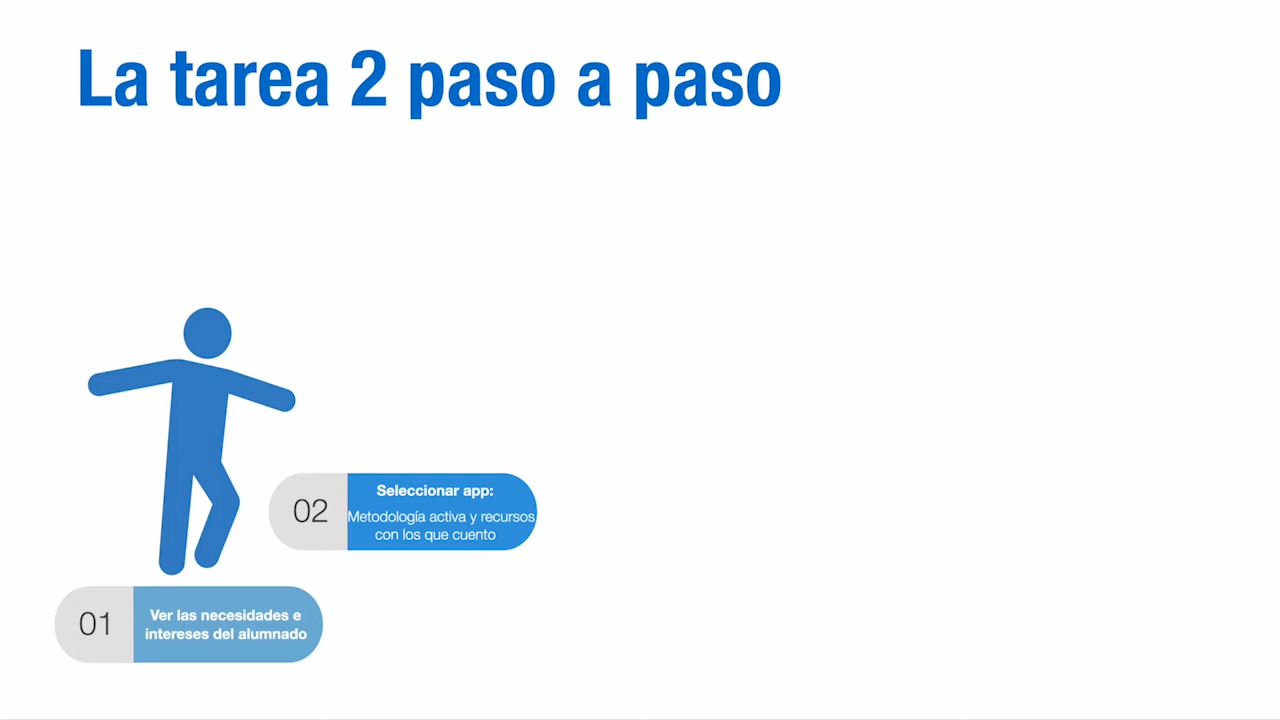 La tarea 2 paso a paso
02
Seleccionar app:
Metodología activa y recursos
con los que cuento
01
Ver las necesidades e
intereses del alumnado